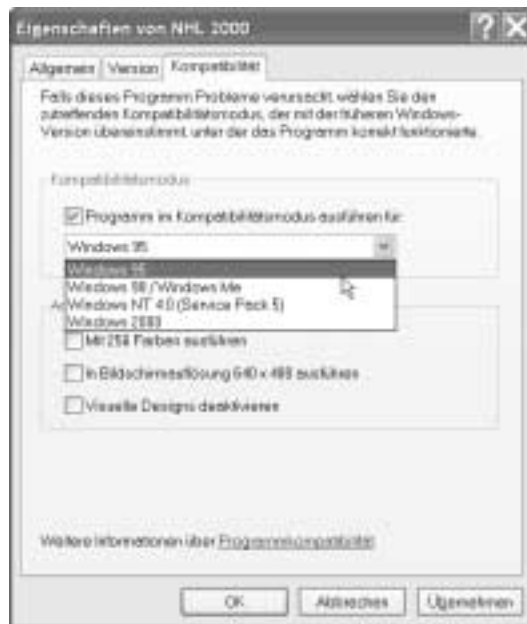 Eigenschaften von NHL 2000
Allgemein Version Kompatibilität
Falls dieses Programm Probleme verursacht, wählen Sie den
zutreffenden Kompatibilitätsmodus, der mit der früheren Windows-
Version übereinstimmt, unter der das Programm korrekt funktionierte.
Kompatibilitätsmodus
Programm im Kompatibilitätsmodus ausführen für
Windows 95
Windows 95
Windows 98 / Windows Me
Windows NT 4.0 (Service Pack 5)
Windows 2000
Mit 256 Farben ausführen
In Bildschirmauflösung 640 x 480 ausführen
Visuelle Designs deaktivieren
Weitere Informationen über Programmkompatibilität
OK Abbrechen Übernehmen